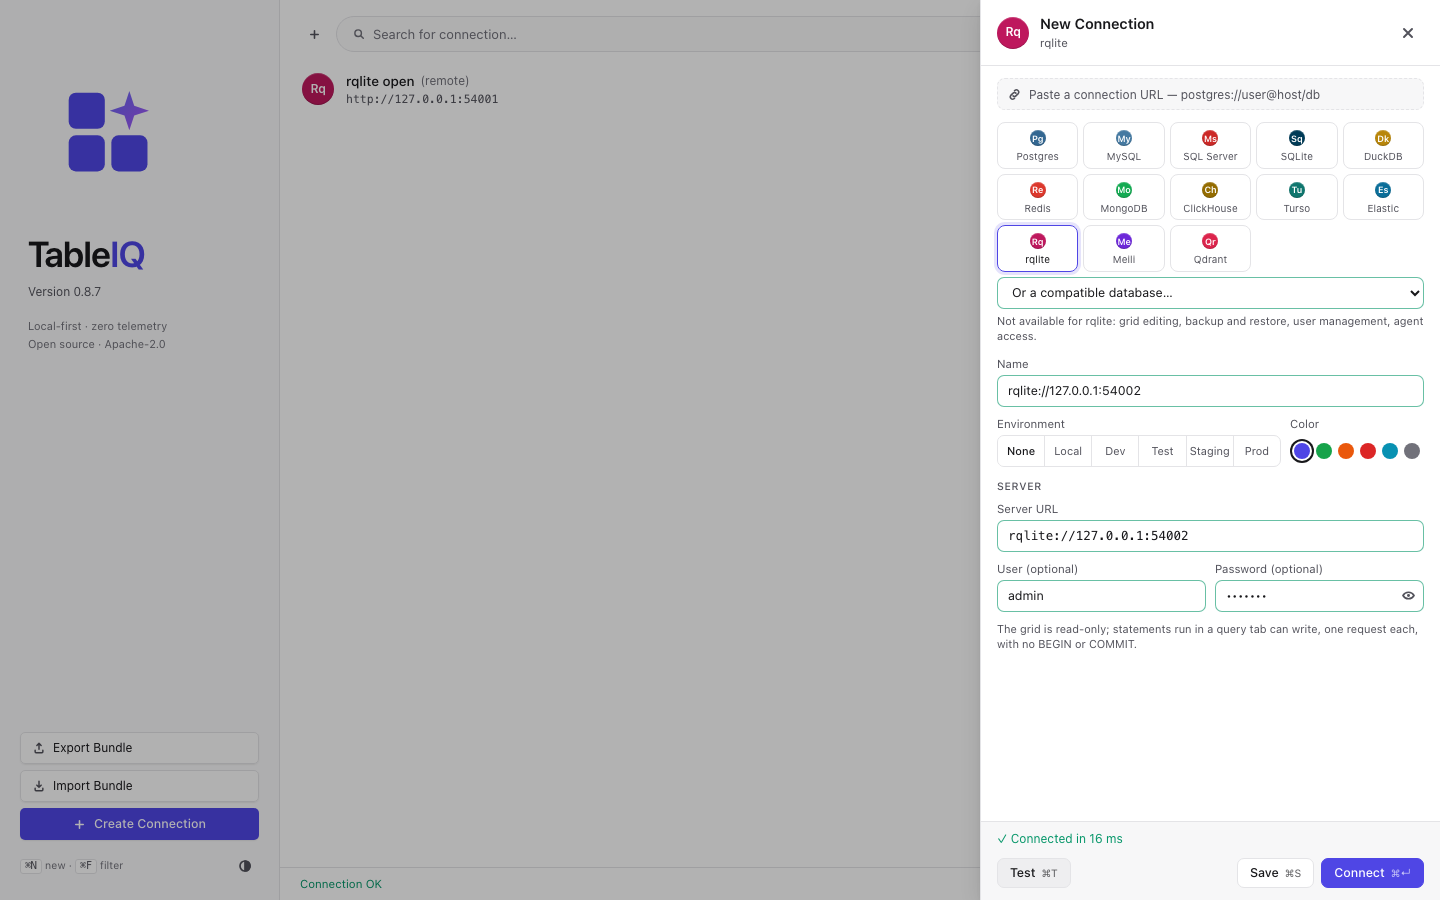 TableIQ
Version 0.8.7
Local-first · zero telemetry
Open source · Apache-2.0
Export Bundle
Import Bundle
+ Create Connection
⌘N new · ⌘F filter
+
Search for connection...
Rq
rqlite open (remote)
http://127.0.0.1:54001
Connection OK
Rq
New Connection
rqlite
Paste a connection URL — postgres://user@host/db
Pg My Ms Sq Dk
Postgres MySQL SQL Server SQLite DuckDB
Re Mo Ch Tu Es
Redis MongoDB ClickHouse Turso Elastic
Rq Me Qr
rqlite Meili Qdrant
Or a compatible database...
Not available for rqlite: grid editing, backup and restore, user management, agent
access.
Name
rqlite://127.0.0.1:54002
Environment Color
None Local Dev Test Staging Prod
SERVER
Server URL
rqlite://127.0.0.1:54002
User (optional) Password (optional)
admin •••••••
The grid is read-only; statements run in a query tab can write, one request each,
with no BEGIN or COMMIT.
✓ Connected in 16 ms
Test ⌘T Save ⌘S Connect ⌘↵